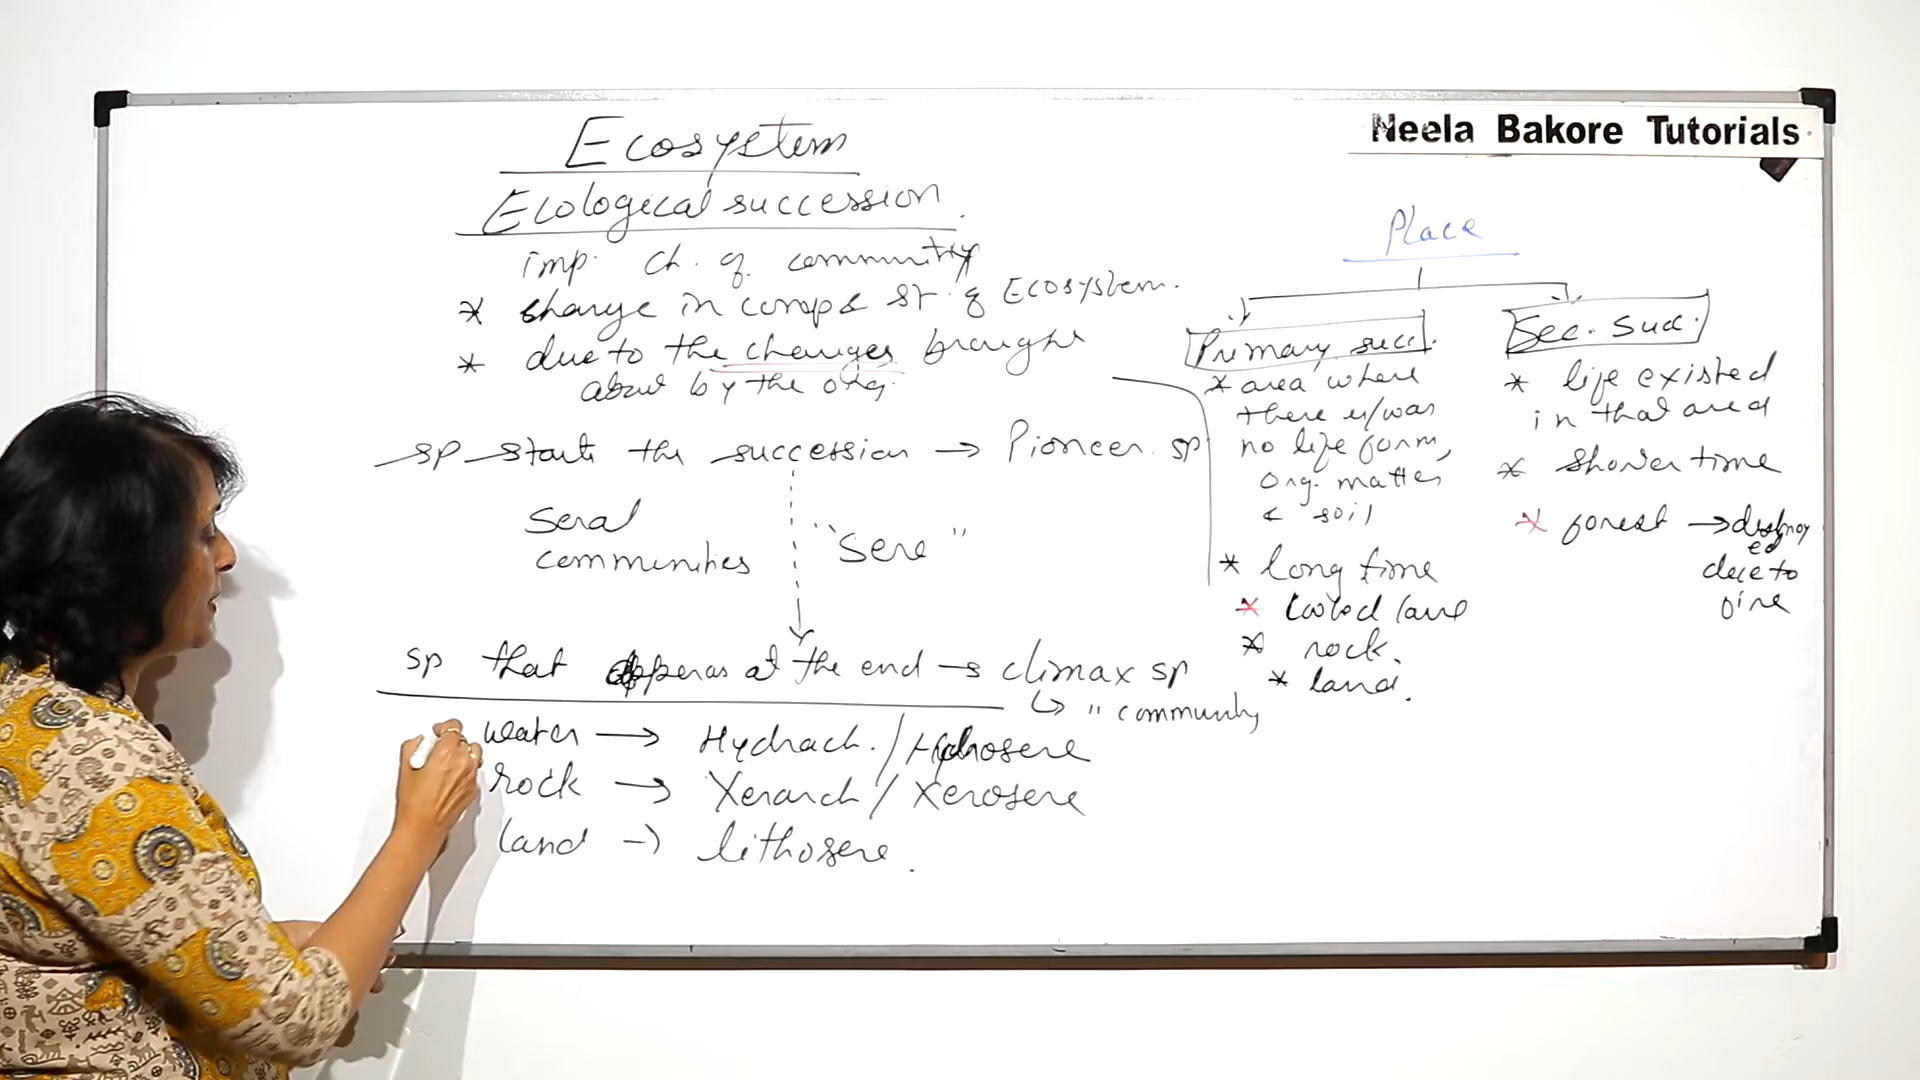 Neela Bakore Tutorials
Ecosystem
Ecological succession.
imp. ch. of community
* change in comp & st. of Ecosystem.
* due to the changes brought
about by the org.
sp starts the succession → Pioneer sp
Seral
communities
"Sere"
sp that appears at the end → climax sp
↳ " community
water → Hydrach. / Hydrosere
rock → Xerarch / Xerosere
land → lithosere.
Place
Primary succ.
* area where
there is/was
no life form,
org. matter
& soil
* long time
* cooled lava
* rock.
* land.
Sec. succ.
* life existed
in that area
* shorter time
* forest → destroy
ed
due to
fire